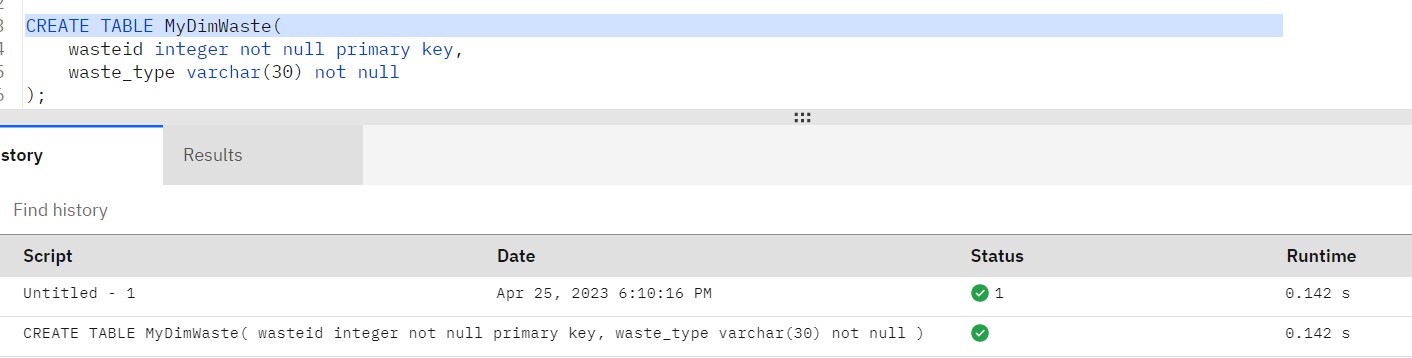 3 CREATE TABLE MyDimWaste(
4 wasteid integer not null primary key,
5 waste_type varchar(30) not null
6 );
story Results
Find history
Script Date Status Runtime
Untitled - 1 Apr 25, 2023 6:10:16 PM 1 0.142 s
CREATE TABLE MyDimWaste( wasteid integer not null primary key, waste_type varchar(30) not null ) 0.142 s